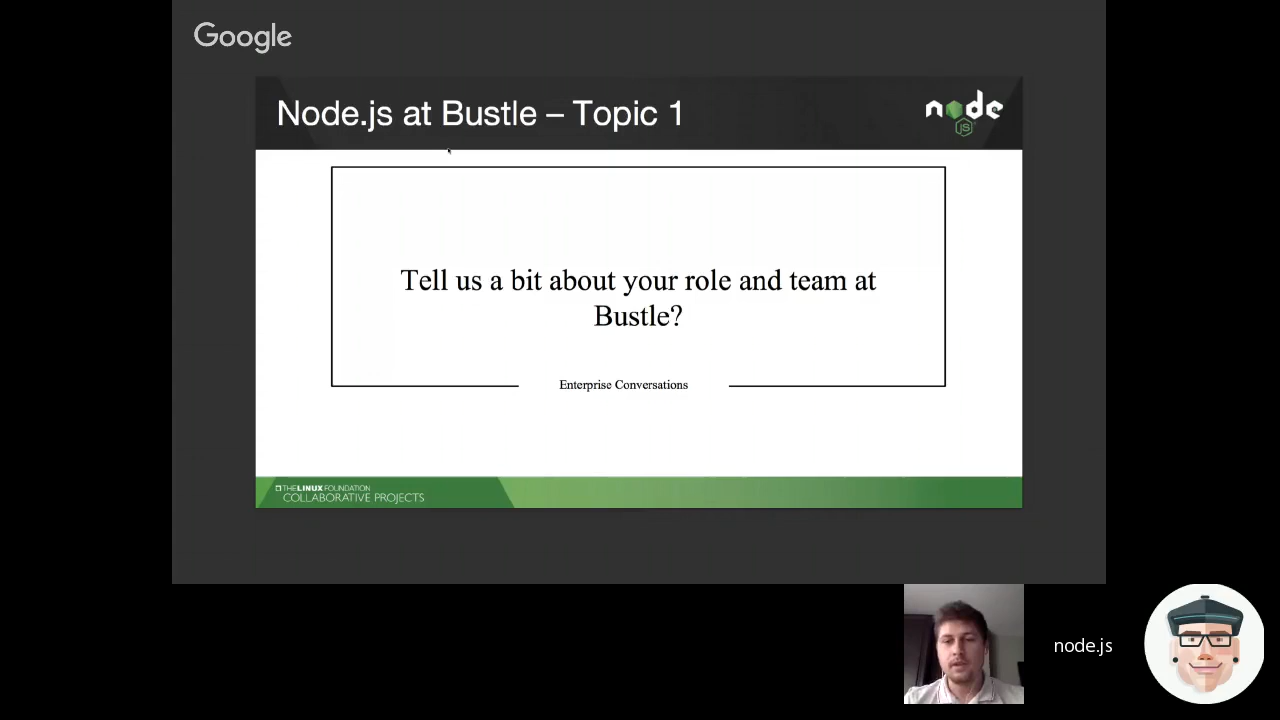 Google
Node.js at Bustle – Topic 1
node
JS
Tell us a bit about your role and team at
Bustle?
Enterprise Conversations
THE LINUX FOUNDATION
COLLABORATIVE PROJECTS
node.js